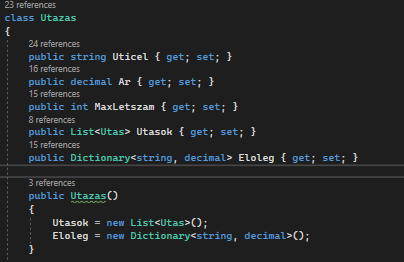 23 references
class Utazas
{
24 references
public string Uticel { get; set; }
16 references
public decimal Ar { get; set; }
15 references
public int MaxLetszam { get; set; }
8 references
public List<Utas> Utasok { get; set; }
15 references
public Dictionary<string, decimal> Eloleg { get; set; }
3 references
public Utazas()
{
Utasok = new List<Utas>();
Eloleg = new Dictionary<string, decimal>();
}